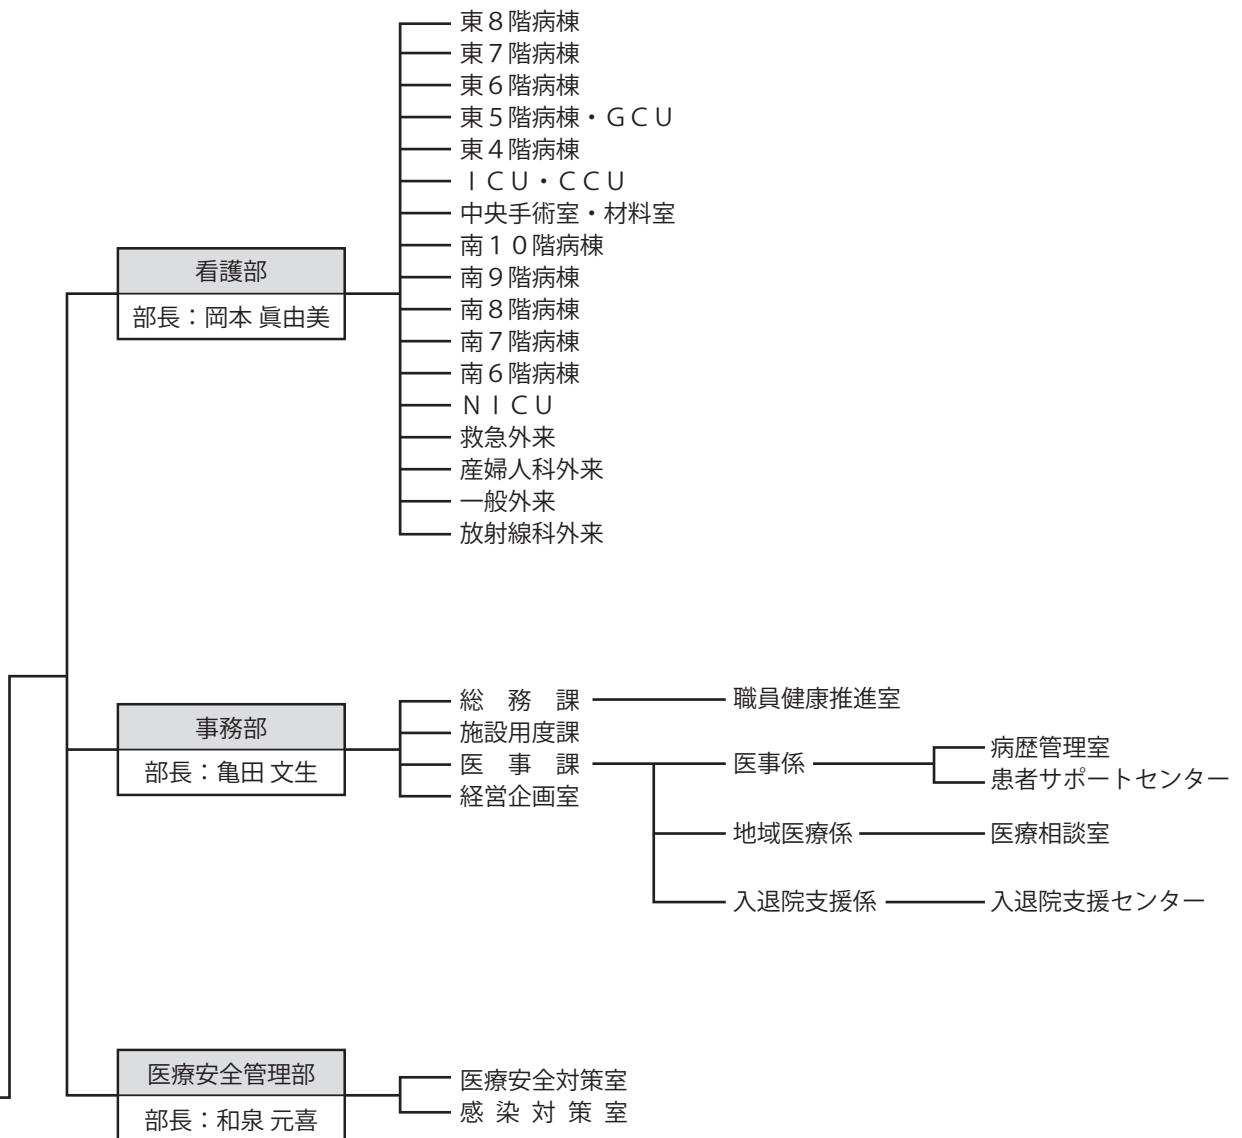 東８階病棟
東７階病棟
東６階病棟
東５階病棟・ＧＣＵ
東４階病棟
ＩＣＵ・ＣＣＵ
中央手術室・材料室
南１０階病棟
南９階病棟
南８階病棟
南７階病棟
南６階病棟
ＮＩＣＵ
救急外来
産婦人科外来
一般外来
放射線科外来
看護部
部長：岡本 眞由美
事務部
部長：亀田 文生
総　務　課
施設用度課
医　事　課
経営企画室
職員健康推進室
医事係
病歴管理室
患者サポートセンター
地域医療係
医療相談室
入退院支援係
入退院支援センター
医療安全管理部
部長：和泉 元喜
医療安全対策室
感 染 対 策 室